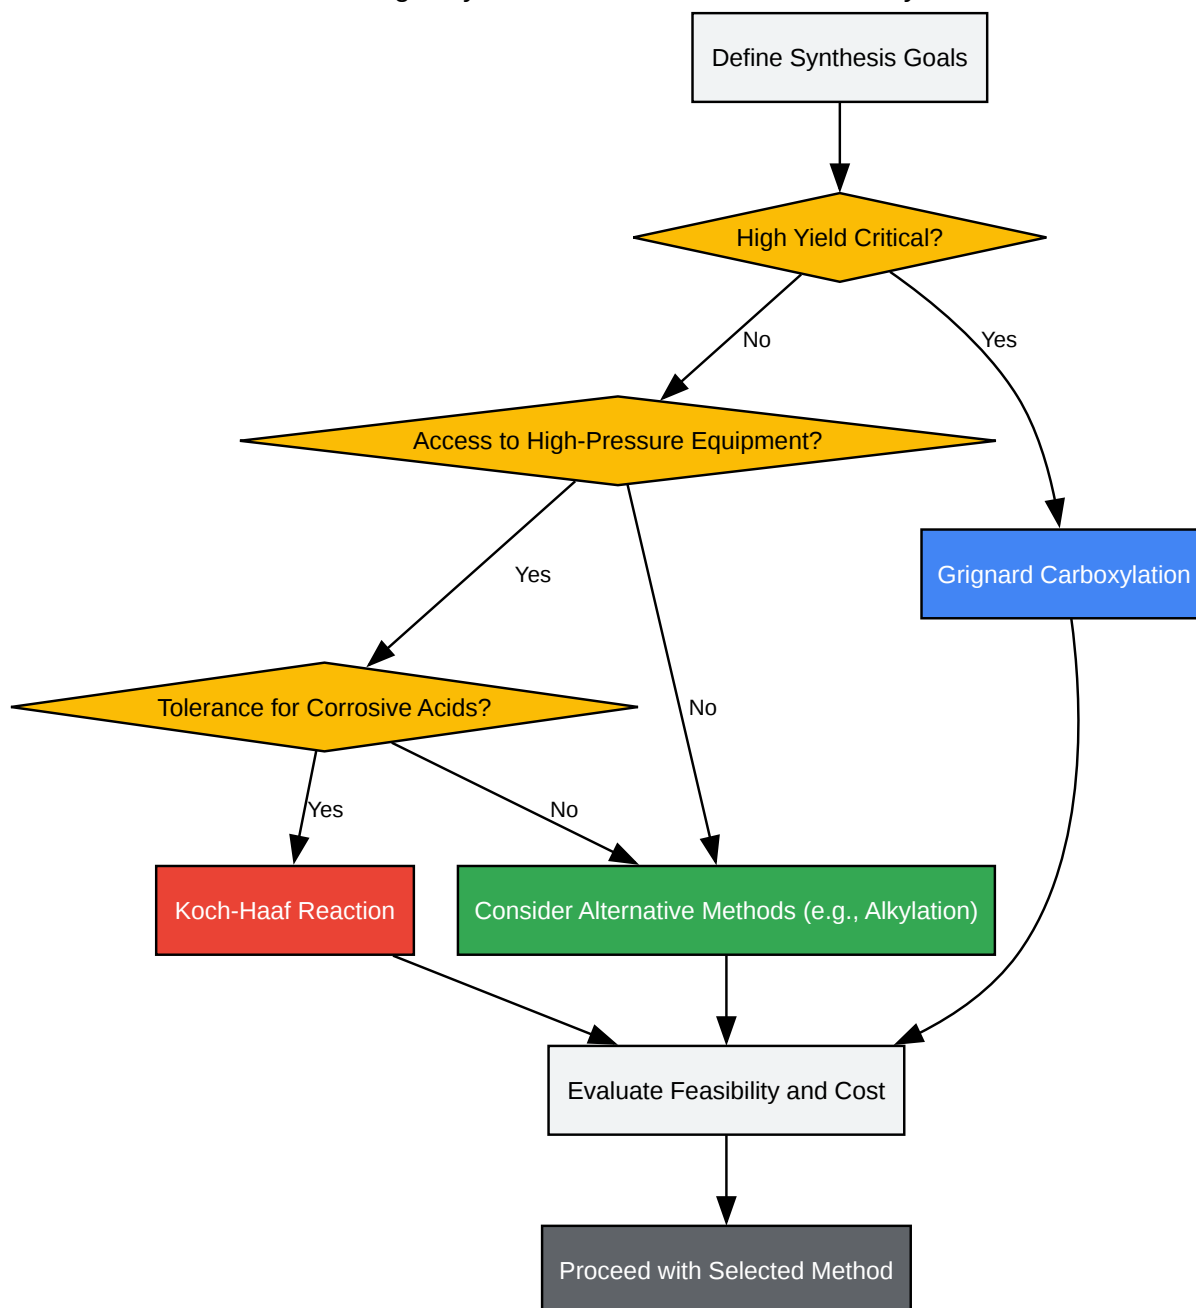 Define Synthesis Goals
High Yield Critical?
No
Yes
Access to High-Pressure Equipment?
Yes
Grignard Carboxylation
Tolerance for Corrosive Acids?
No
Yes
No
Koch-Haaf Reaction
Consider Alternative Methods (e.g., Alkylation)
Evaluate Feasibility and Cost
Proceed with Selected Method